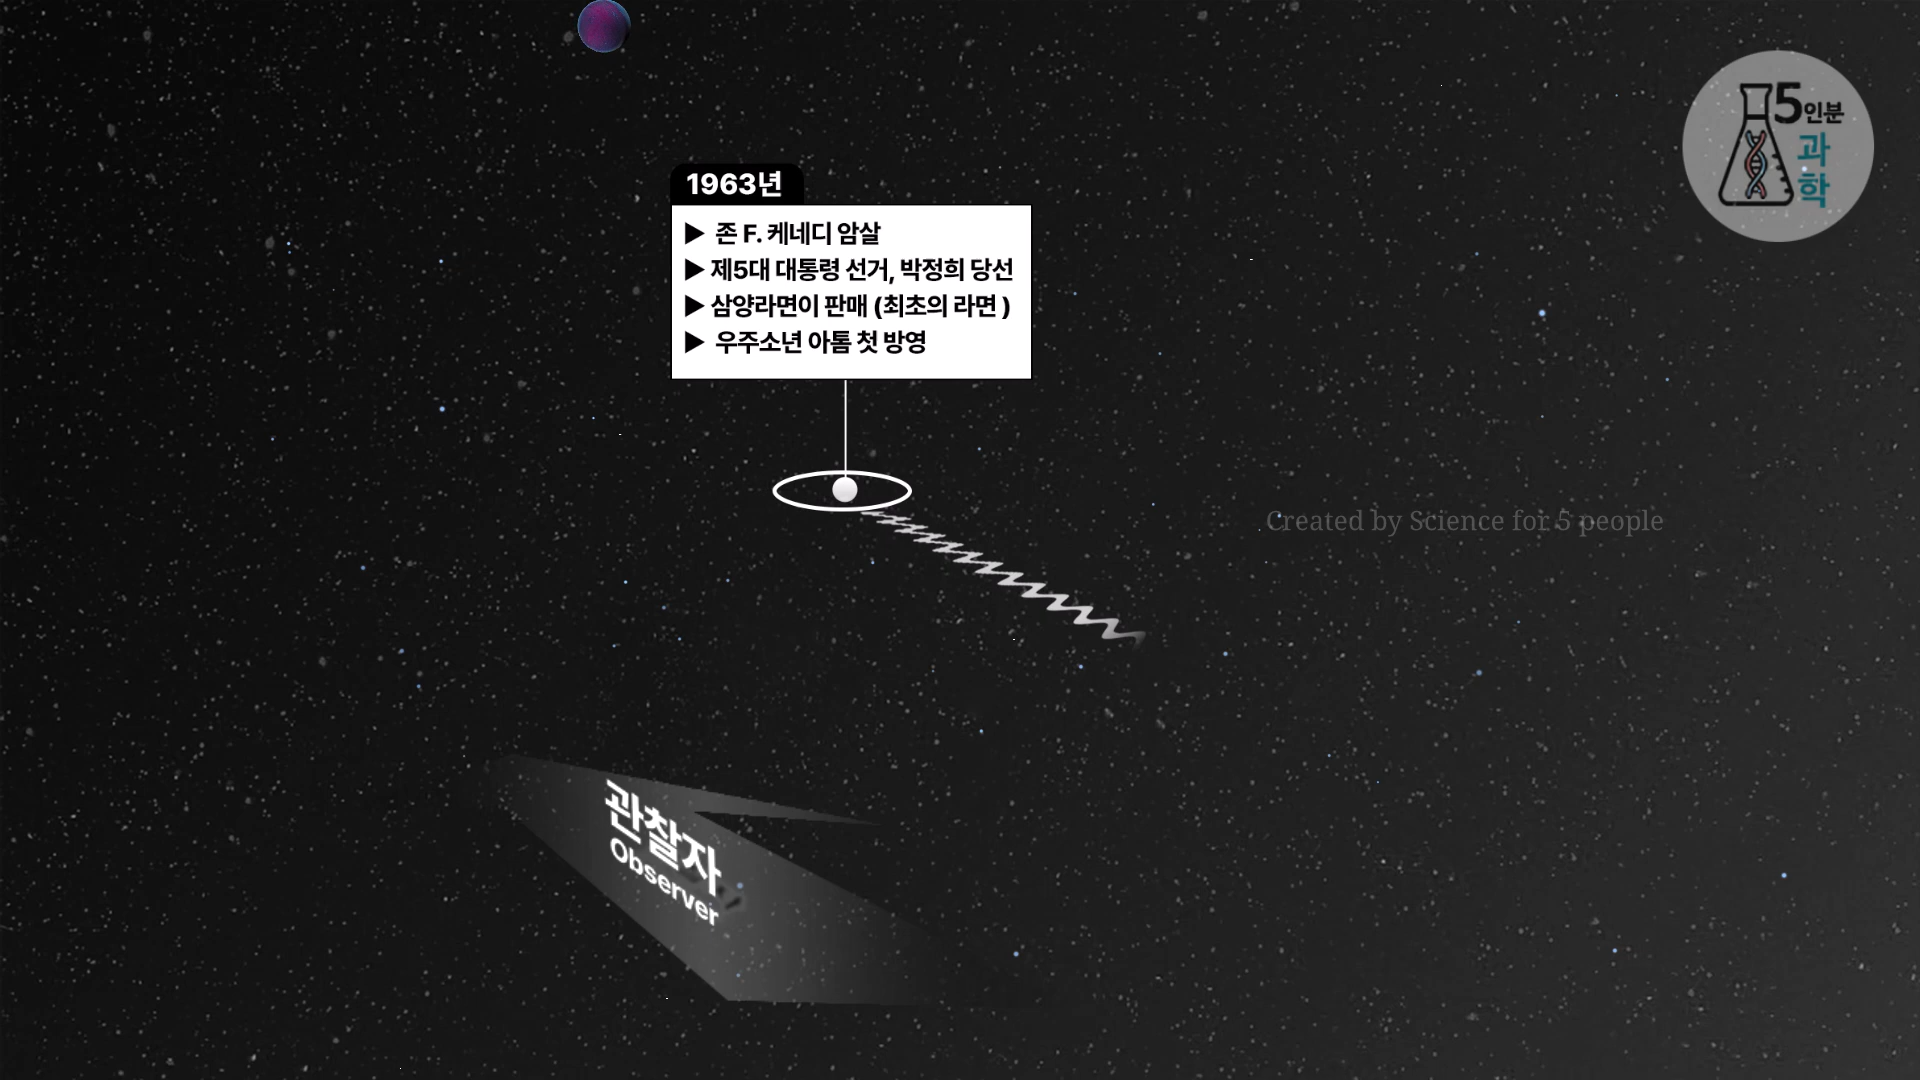 5인분
과
학
1963년
▶ 존 F. 케네디 암살
▶ 제5대 대통령 선거, 박정희 당선
▶ 삼양라면이 판매 (최초의 라면 )
▶ 우주소년 아톰 첫 방영
Created by Science for 5 people
관찰자
Observer